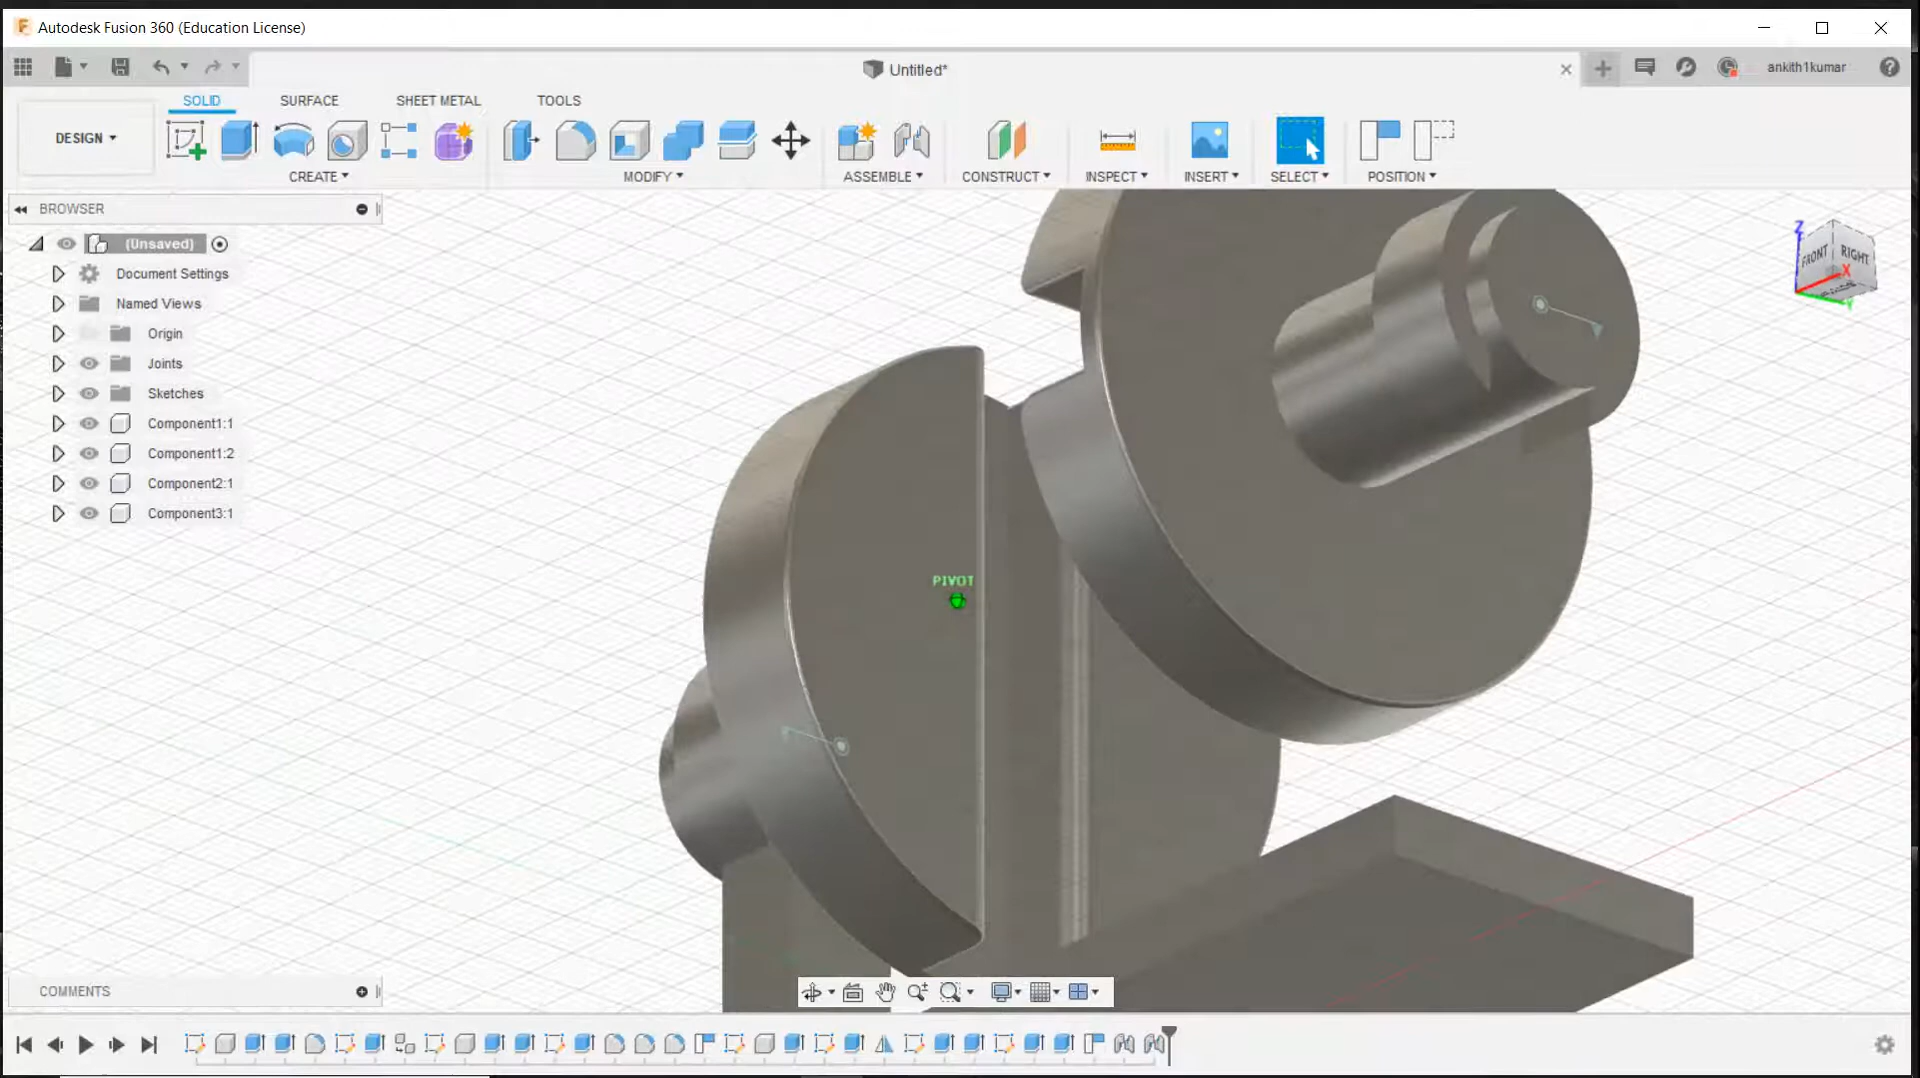 Autodesk Fusion 360 (Education License)
Untitled*
ankith1kumar
SOLID
SURFACE
SHEET METAL
TOOLS
DESIGN
CREATE
MODIFY
ASSEMBLE
CONSTRUCT
INSPECT
INSERT
SELECT
POSITION
BROWSER
(Unsaved)
Document Settings
Named Views
Origin
Joints
Sketches
Component1:1
Component1:2
Component2:1
Component3:1
Z
FRONT
RIGHT
X
Y
PIVOT
COMMENTS